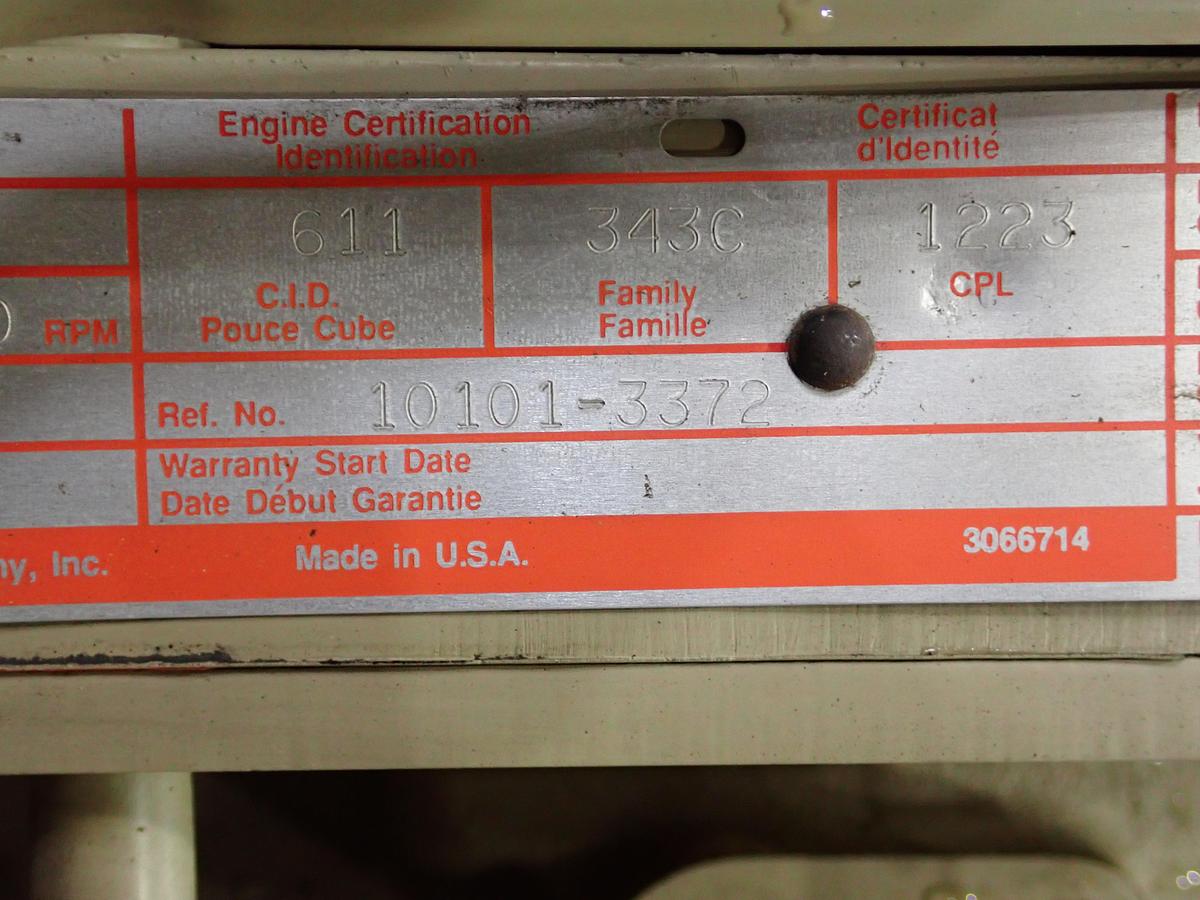 Engine Certification
Identification
Certificat
d'Identité
611
343C
1223
C.I.D.
Pouce Cube
Family
Famille
CPL
RPM
Ref. No. 10101-3372
Warranty Start Date
Date Début Garantie
Inc.
Made in U.S.A.
3066714